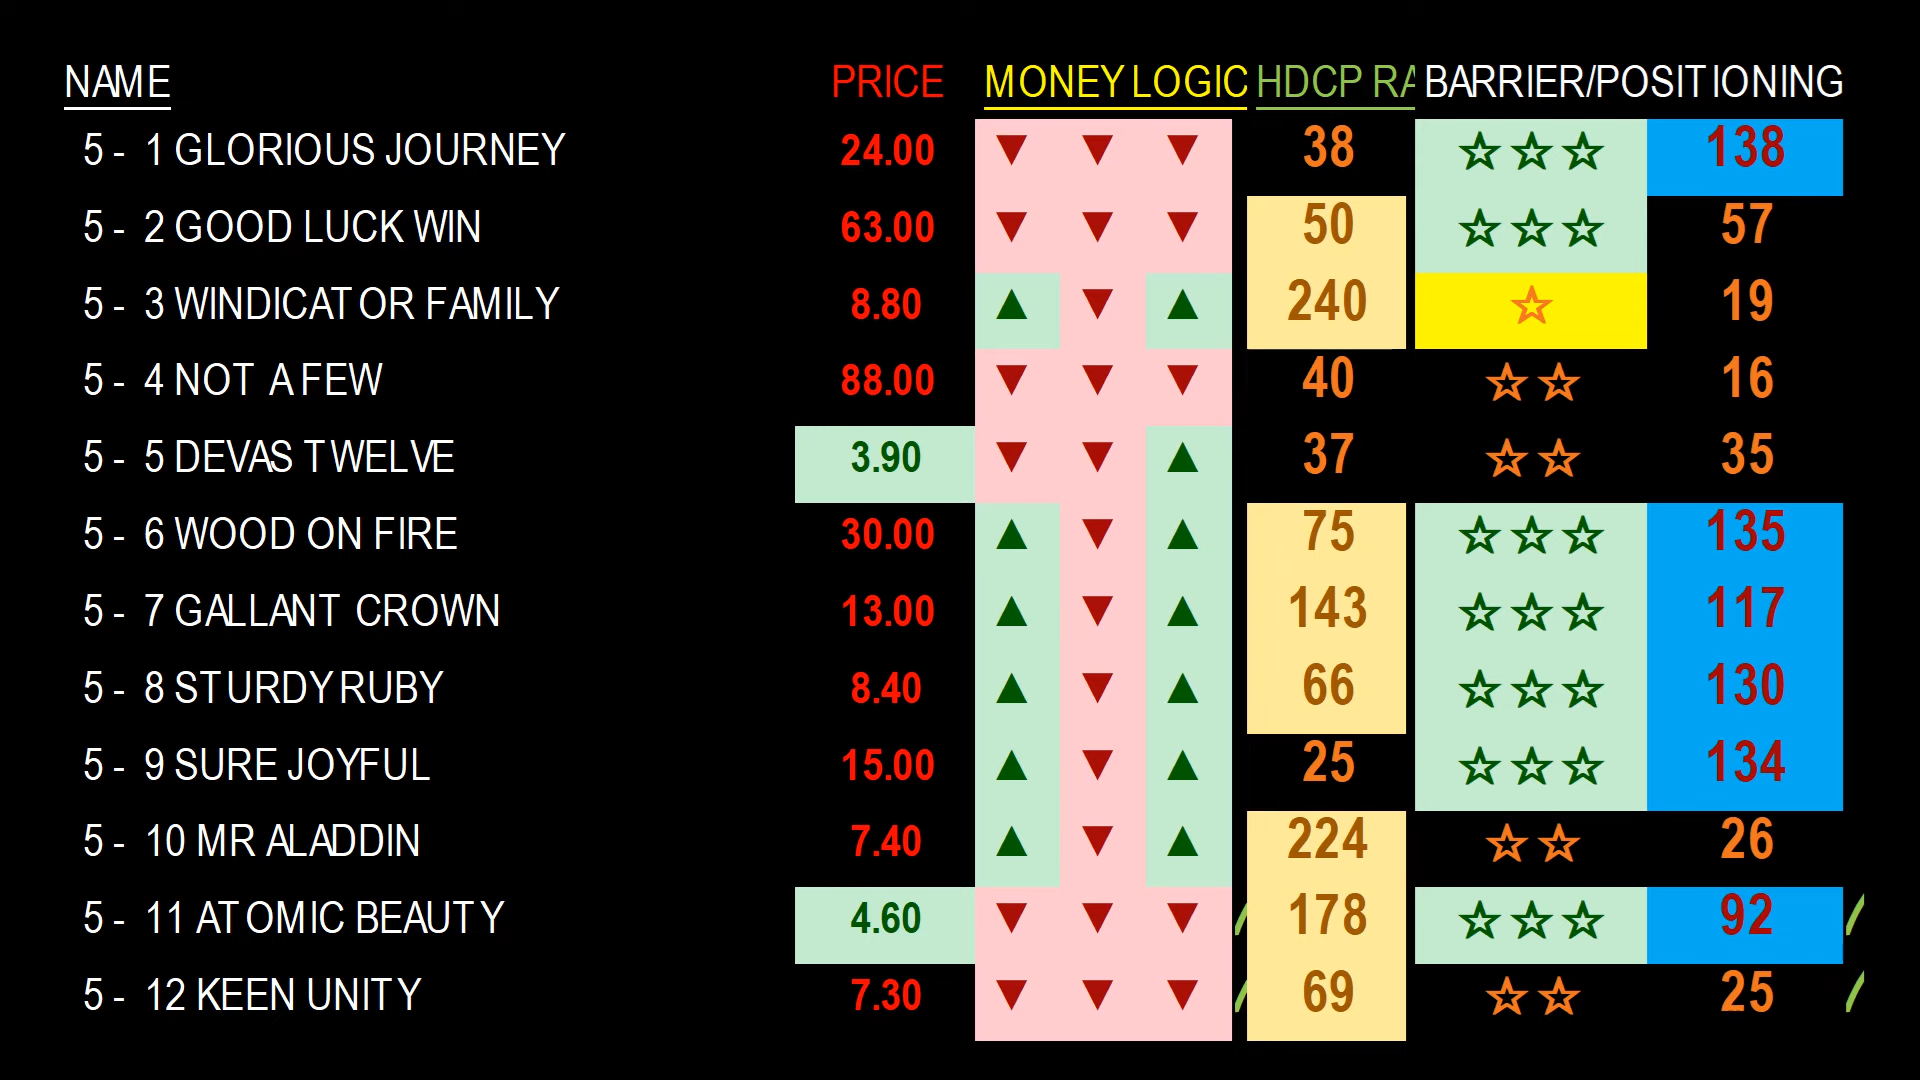 NAME PRICE MONEY LOGIC HDCP RA BARRIER/POSITIONING
5 - 1 GLORIOUS JOURNEY 24.00 ▼ ▼ ▼ 38 ☆☆☆ 138
5 - 2 GOOD LUCK WIN 63.00 ▼ ▼ ▼ 50 ☆☆☆ 57
5 - 3 WINDICATOR FAMILY 8.80 ▲ ▼ ▲ 240 ☆ 19
5 - 4 NOT A FEW 88.00 ▼ ▼ ▼ 40 ☆☆ 16
5 - 5 DEVAS TWELVE 3.90 ▼ ▼ ▲ 37 ☆☆ 35
5 - 6 WOOD ON FIRE 30.00 ▲ ▼ ▲ 75 ☆☆☆ 135
5 - 7 GALLANT CROWN 13.00 ▲ ▼ ▲ 143 ☆☆☆ 117
5 - 8 STURDY RUBY 8.40 ▲ ▼ ▲ 66 ☆☆☆ 130
5 - 9 SURE JOYFUL 15.00 ▲ ▼ ▲ 25 ☆☆☆ 134
5 - 10 MR ALADDIN 7.40 ▲ ▼ ▲ 224 ☆☆ 26
5 - 11 ATOMIC BEAUTY 4.60 ▼ ▼ ▼ 178 ☆☆☆ 92
5 - 12 KEEN UNITY 7.30 ▼ ▼ ▼ 69 ☆☆ 25